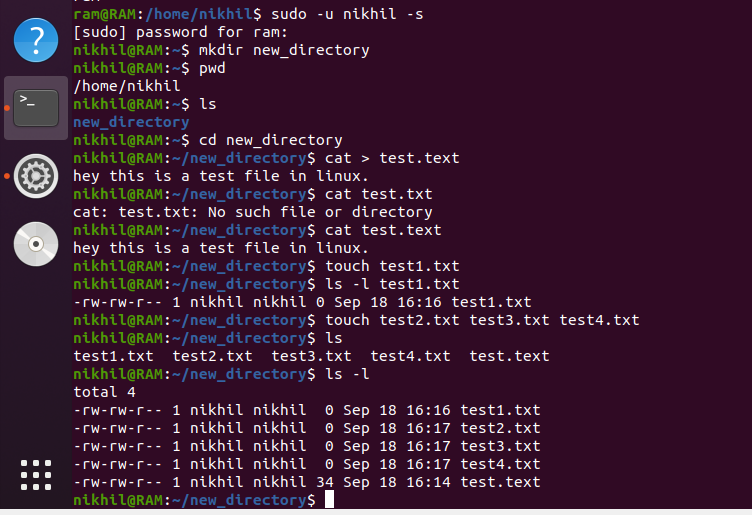 ram@RAM:/home/nikhil$ sudo -u nikhil -s
[sudo] password for ram:
nikhil@RAM:~$ mkdir new_directory
nikhil@RAM:~$ pwd
/home/nikhil
nikhil@RAM:~$ ls
new_directory
nikhil@RAM:~$ cd new_directory
nikhil@RAM:~/new_directory$ cat > test.text
hey this is a test file in linux.
nikhil@RAM:~/new_directory$ cat test.txt
cat: test.txt: No such file or directory
nikhil@RAM:~/new_directory$ cat test.text
hey this is a test file in linux.
nikhil@RAM:~/new_directory$ touch test1.txt
nikhil@RAM:~/new_directory$ ls -l test1.txt
-rw-rw-r-- 1 nikhil nikhil 0 Sep 18 16:16 test1.txt
nikhil@RAM:~/new_directory$ touch test2.txt test3.txt test4.txt
nikhil@RAM:~/new_directory$ ls
test1.txt  test2.txt  test3.txt  test4.txt  test.text
nikhil@RAM:~/new_directory$ ls -l
total 4
-rw-rw-r-- 1 nikhil nikhil  0 Sep 18 16:16 test1.txt
-rw-rw-r-- 1 nikhil nikhil  0 Sep 18 16:17 test2.txt
-rw-rw-r-- 1 nikhil nikhil  0 Sep 18 16:17 test3.txt
-rw-rw-r-- 1 nikhil nikhil  0 Sep 18 16:17 test4.txt
-rw-rw-r-- 1 nikhil nikhil 34 Sep 18 16:14 test.text
nikhil@RAM:~/new_directory$